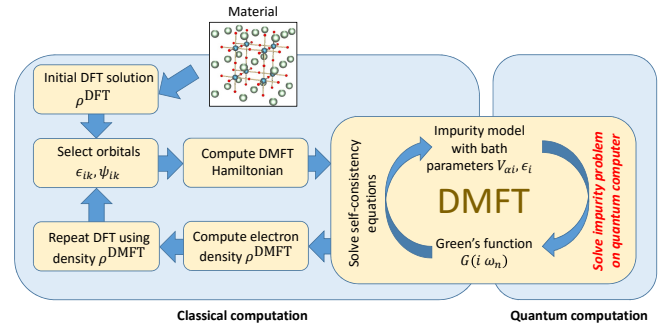 Material
Initial DFT solution
ρ^DFT
Select orbitals
ϵ_ik, ψ_ik
Compute DMFT
Hamiltonian
Repeat DFT using
density ρ^DMFT
Compute electron
density ρ^DMFT
Solve self-consistency
equations
Impurity model
with bath
parameters V_αi, ϵ_i
DMFT
Green's function
G(i ω_n)
Solve impurity problem
on quantum computer
Classical computation
Quantum computation